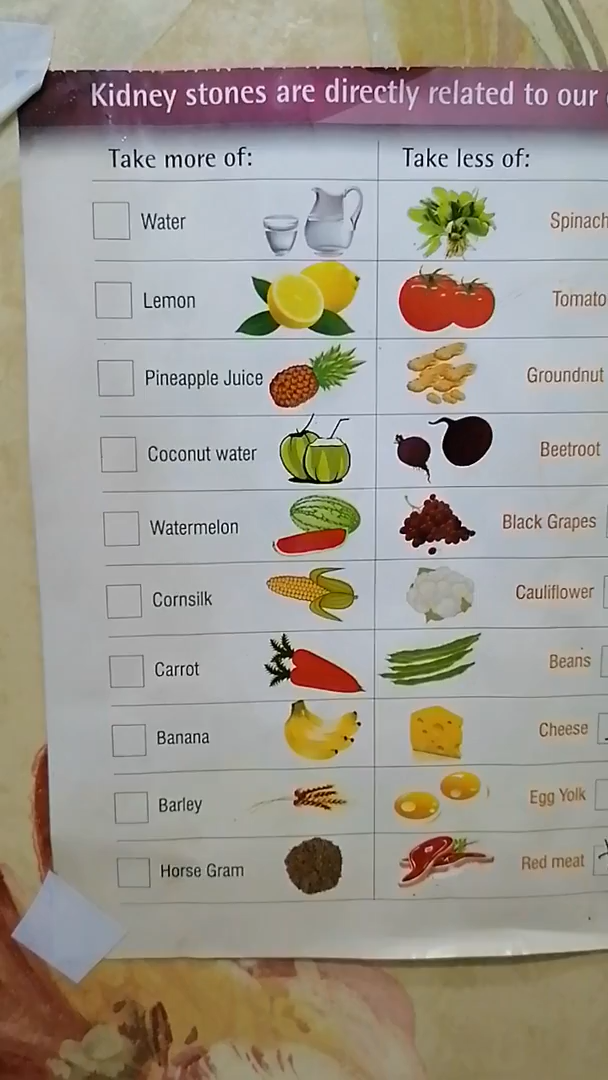 Kidney stones are directly related to our
Take more of: Take less of:
Water Spinach
Lemon Tomato
Pineapple Juice Groundnut
Coconut water Beetroot
Watermelon Black Grapes
Cornsilk Cauliflower
Carrot Beans
Banana Cheese
Barley Egg Yolk
Horse Gram Red meat